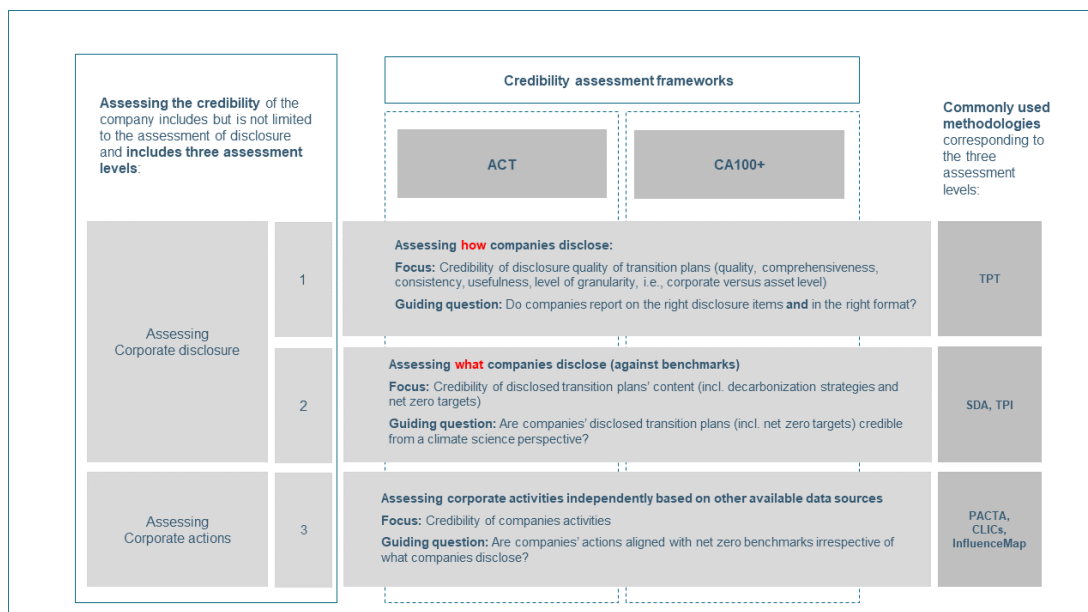 Credibility assessment frameworks
Assessing the credibility of the
company includes but is not limited
to the assessment of disclosure
and includes three assessment
levels:
ACT
CA100+
Commonly used
methodologies
corresponding to
the three
assessment
levels:
Assessing
Corporate disclosure
1
Assessing how companies disclose:
Focus: Credibility of disclosure quality of transition plans (quality, comprehensiveness,
consistency, usefulness, level of granularity, i.e., corporate versus asset level)
Guiding question: Do companies report on the right disclosure items and in the right format?
TPT
2
Assessing what companies disclose (against benchmarks)
Focus: Credibility of disclosed transition plans' content (incl. decarbonization strategies and
net zero targets)
Guiding question: Are companies' disclosed transition plans (incl. net zero targets) credible
from a climate science perspective?
SDA, TPI
Assessing
Corporate actions
3
Assessing corporate activities independently based on other available data sources
Focus: Credibility of companies activities
Guiding question: Are companies' actions aligned with net zero benchmarks irrespective of
what companies disclose?
PACTA,
CLICs,
InfluenceMap